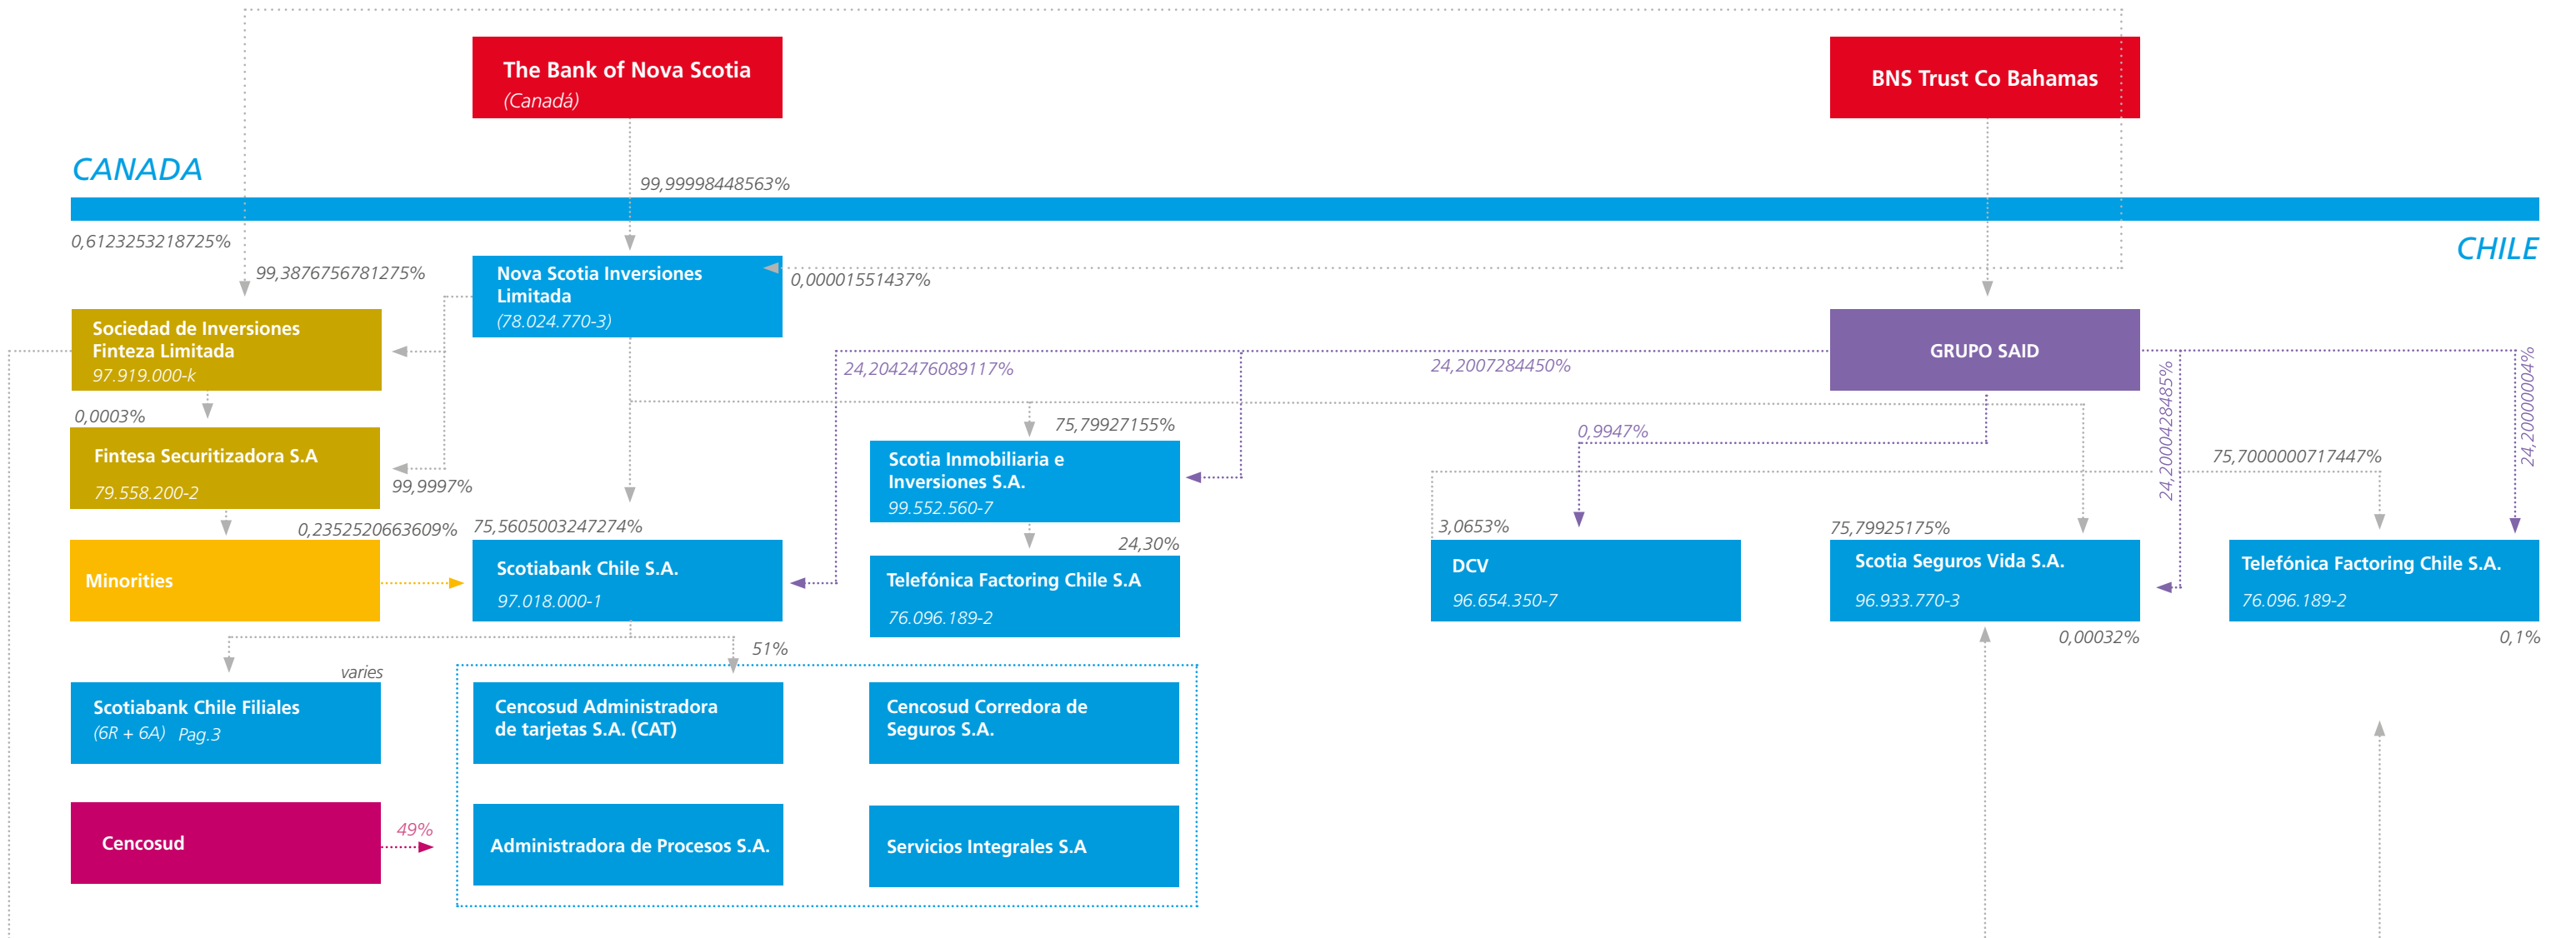 The Bank of Nova Scotia
(Canadá)
BNS Trust Co Bahamas
CANADA
99,99998448563%
0,6123253218725%
CHILE
99,3876756781275%
Nova Scotia Inversiones
Limitada
(78.024.770-3)
0,00001551437%
Sociedad de Inversiones
Finteza Limitada
97.919.000-k
GRUPO SAID
24,2042476089117%
24,2007284450%
24,2000428485%
24,20000004%
0,0003%
75,79927155%
0,9947%
Fintesa Securitizadora S.A
79.558.200-2
99,9997%
Scotia Inmobiliaria e
Inversiones S.A.
99.552.560-7
75,7000000717447%
0,2352520663609%
75,5605003247274%
24,30%
3,0653%
75,79925175%
Minorities
Scotiabank Chile S.A.
97.018.000-1
Telefónica Factoring Chile S.A
76.096.189-2
DCV
96.654.350-7
Scotia Seguros Vida S.A.
96.933.770-3
Telefónica Factoring Chile S.A.
76.096.189-2
51%
0,00032%
0,1%
varies
Scotiabank Chile Filiales
(6R + 6A) Pag.3
Cencosud Administradora
de tarjetas S.A. (CAT)
Cencosud Corredora de
Seguros S.A.
Cencosud
49%
Administradora de Procesos S.A.
Servicios Integrales S.A